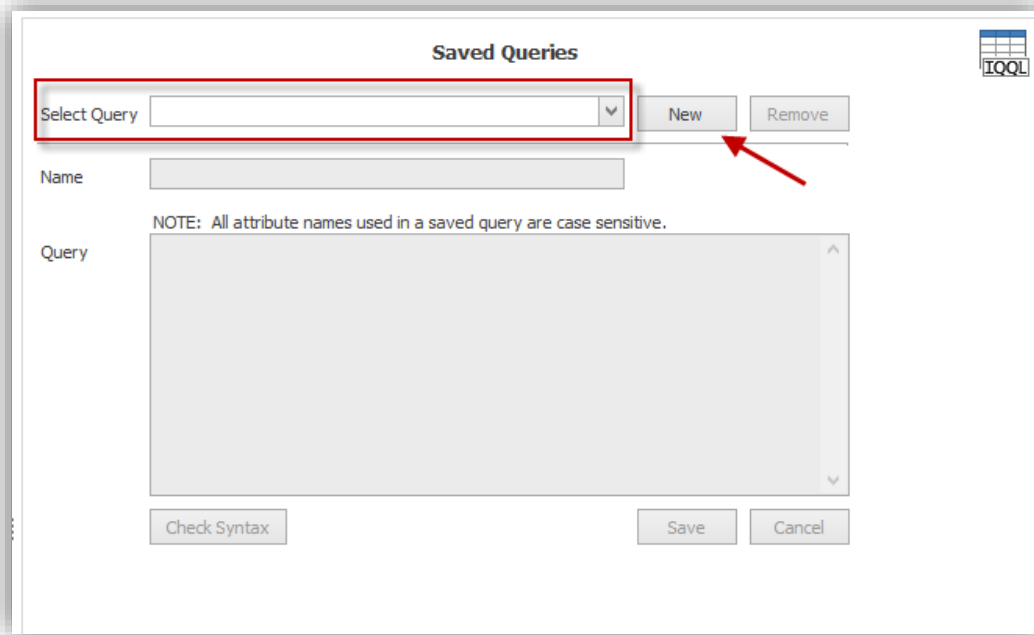 Saved Queries
IQQL
Select Query
New
Remove
Name
NOTE: All attribute names used in a saved query are case sensitive.
Query
Check Syntax
Save
Cancel